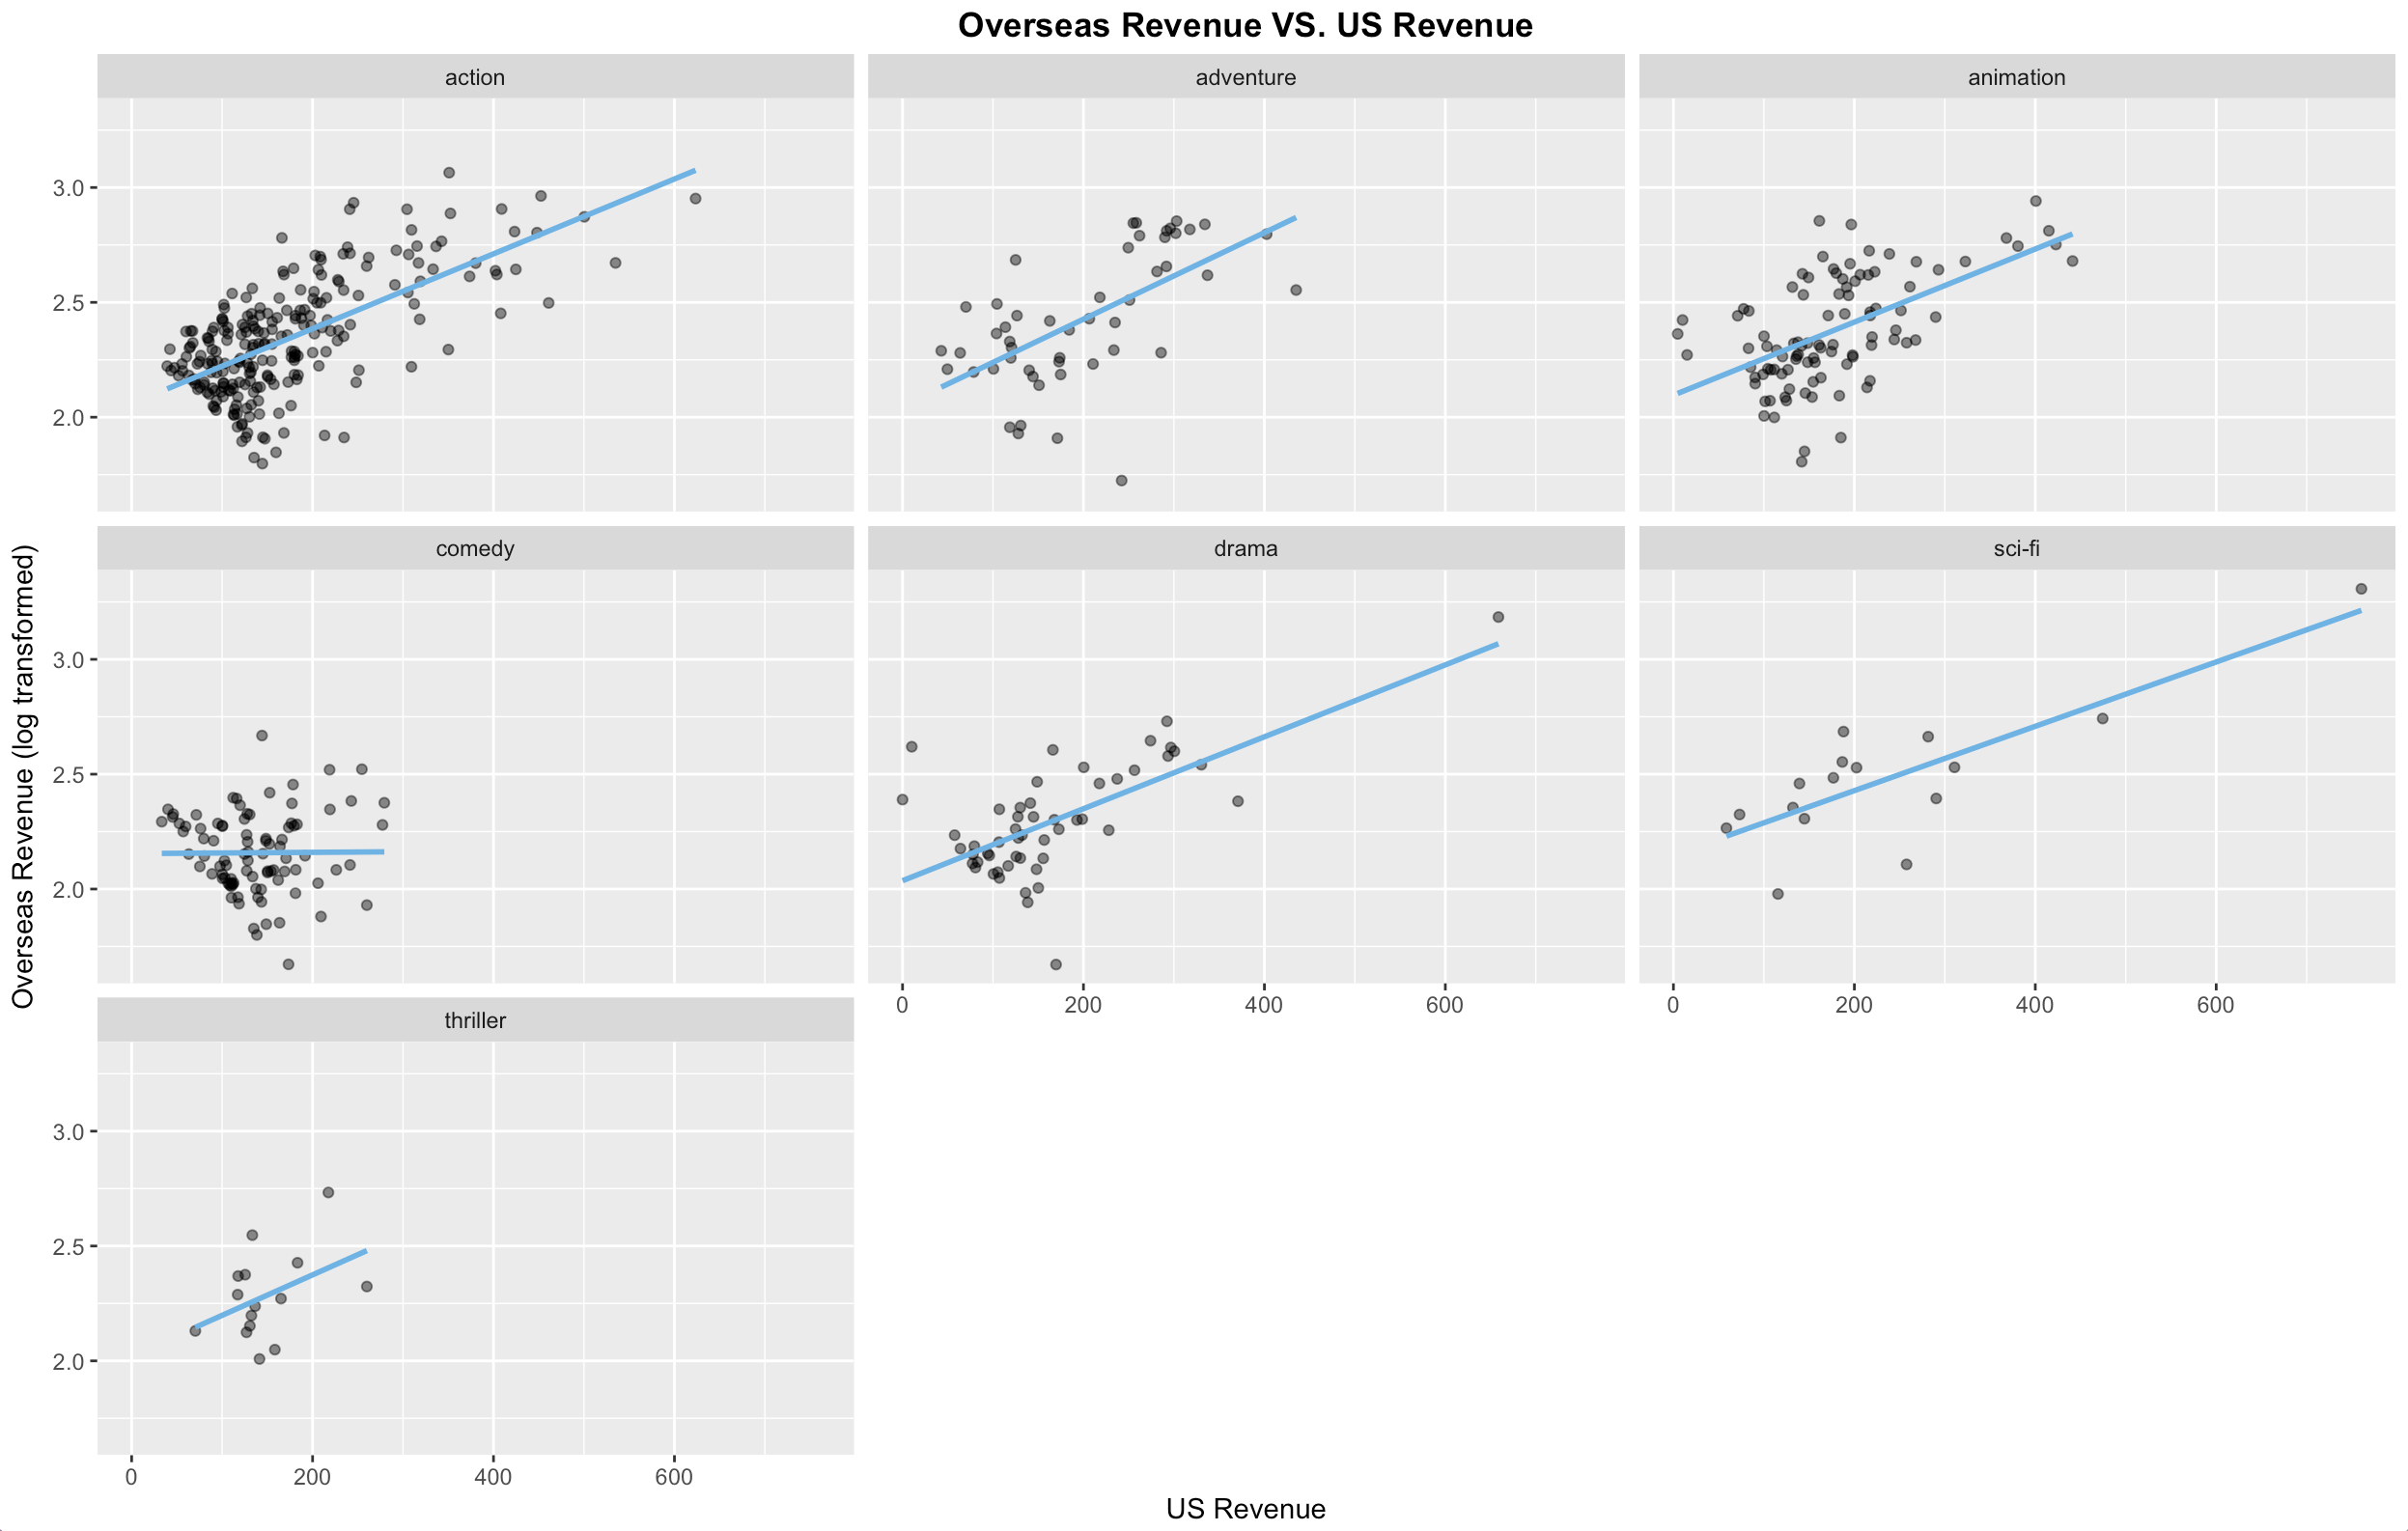 Overseas Revenue VS. US Revenue
action adventure animation
3.0
2.5
2.0
comedy drama sci-fi
3.0
2.5
2.0
0 200 400 600 0 200 400 600
thriller
3.0
2.5
2.0
0 200 400 600
Overseas Revenue (log transformed)
US Revenue